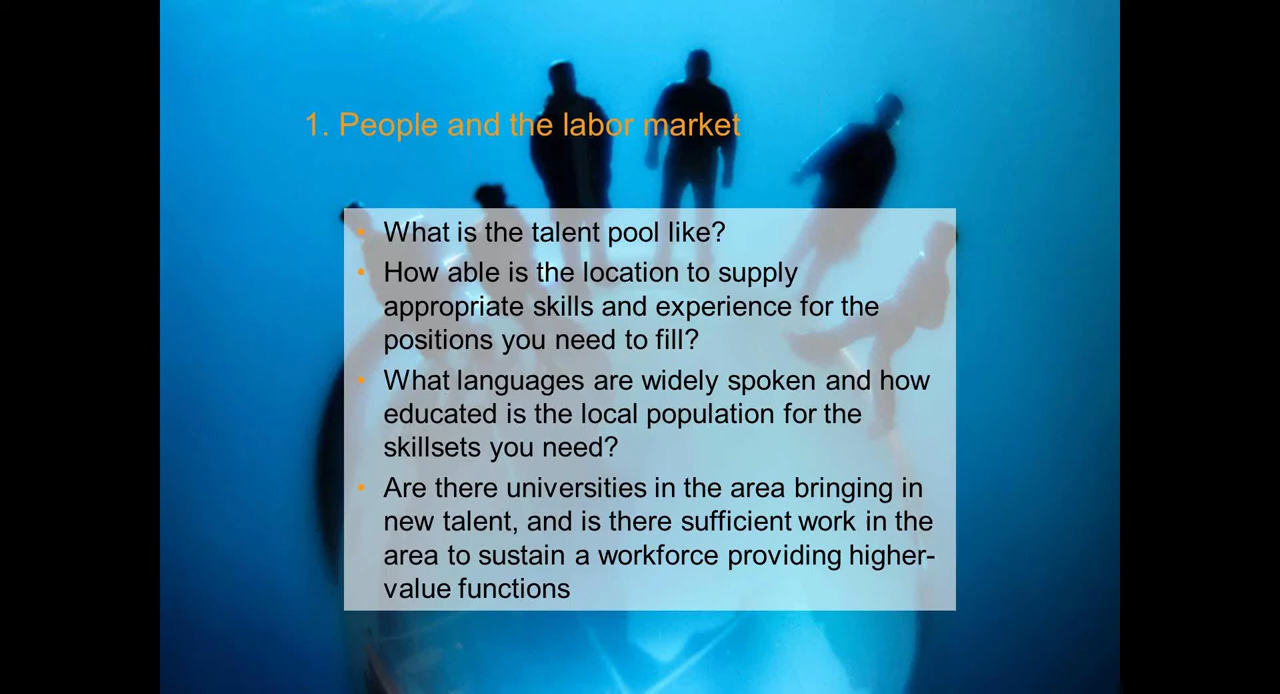 1. People and the labor market
• What is the talent pool like?
• How able is the location to supply
appropriate skills and experience for the
positions you need to fill?
• What languages are widely spoken and how
educated is the local population for the
skillsets you need?
• Are there universities in the area bringing in
new talent, and is there sufficient work in the
area to sustain a workforce providing higher-
value functions